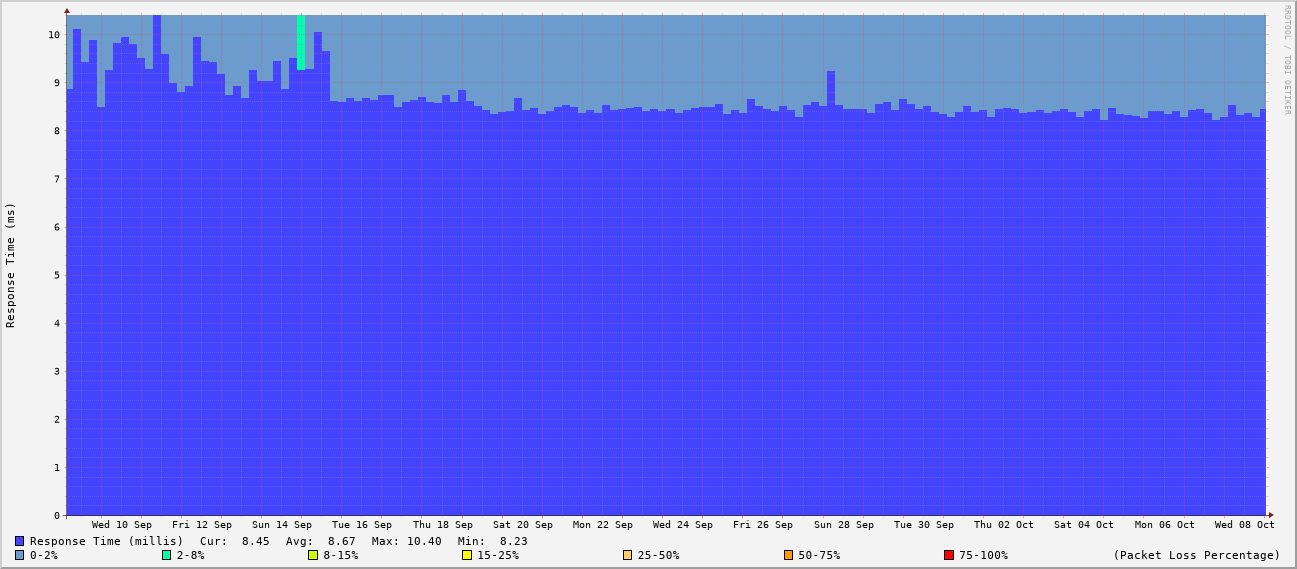 RRDTOOL / TOBI OETIKER
Response Time (ms)
10
9
8
7
6
5
4
3
2
1
0
Wed 10 Sep Fri 12 Sep Sun 14 Sep Tue 16 Sep Thu 18 Sep Sat 20 Sep Mon 22 Sep Wed 24 Sep Fri 26 Sep Sun 28 Sep Tue 30 Sep Thu 02 Oct Sat 04 Oct Mon 06 Oct Wed 08 Oct
Response Time (millis) Cur: 8.45 Avg: 8.67 Max: 10.40 Min: 8.23
0-2% 2-8% 8-15% 15-25% 25-50% 50-75% 75-100% (Packet Loss Percentage)